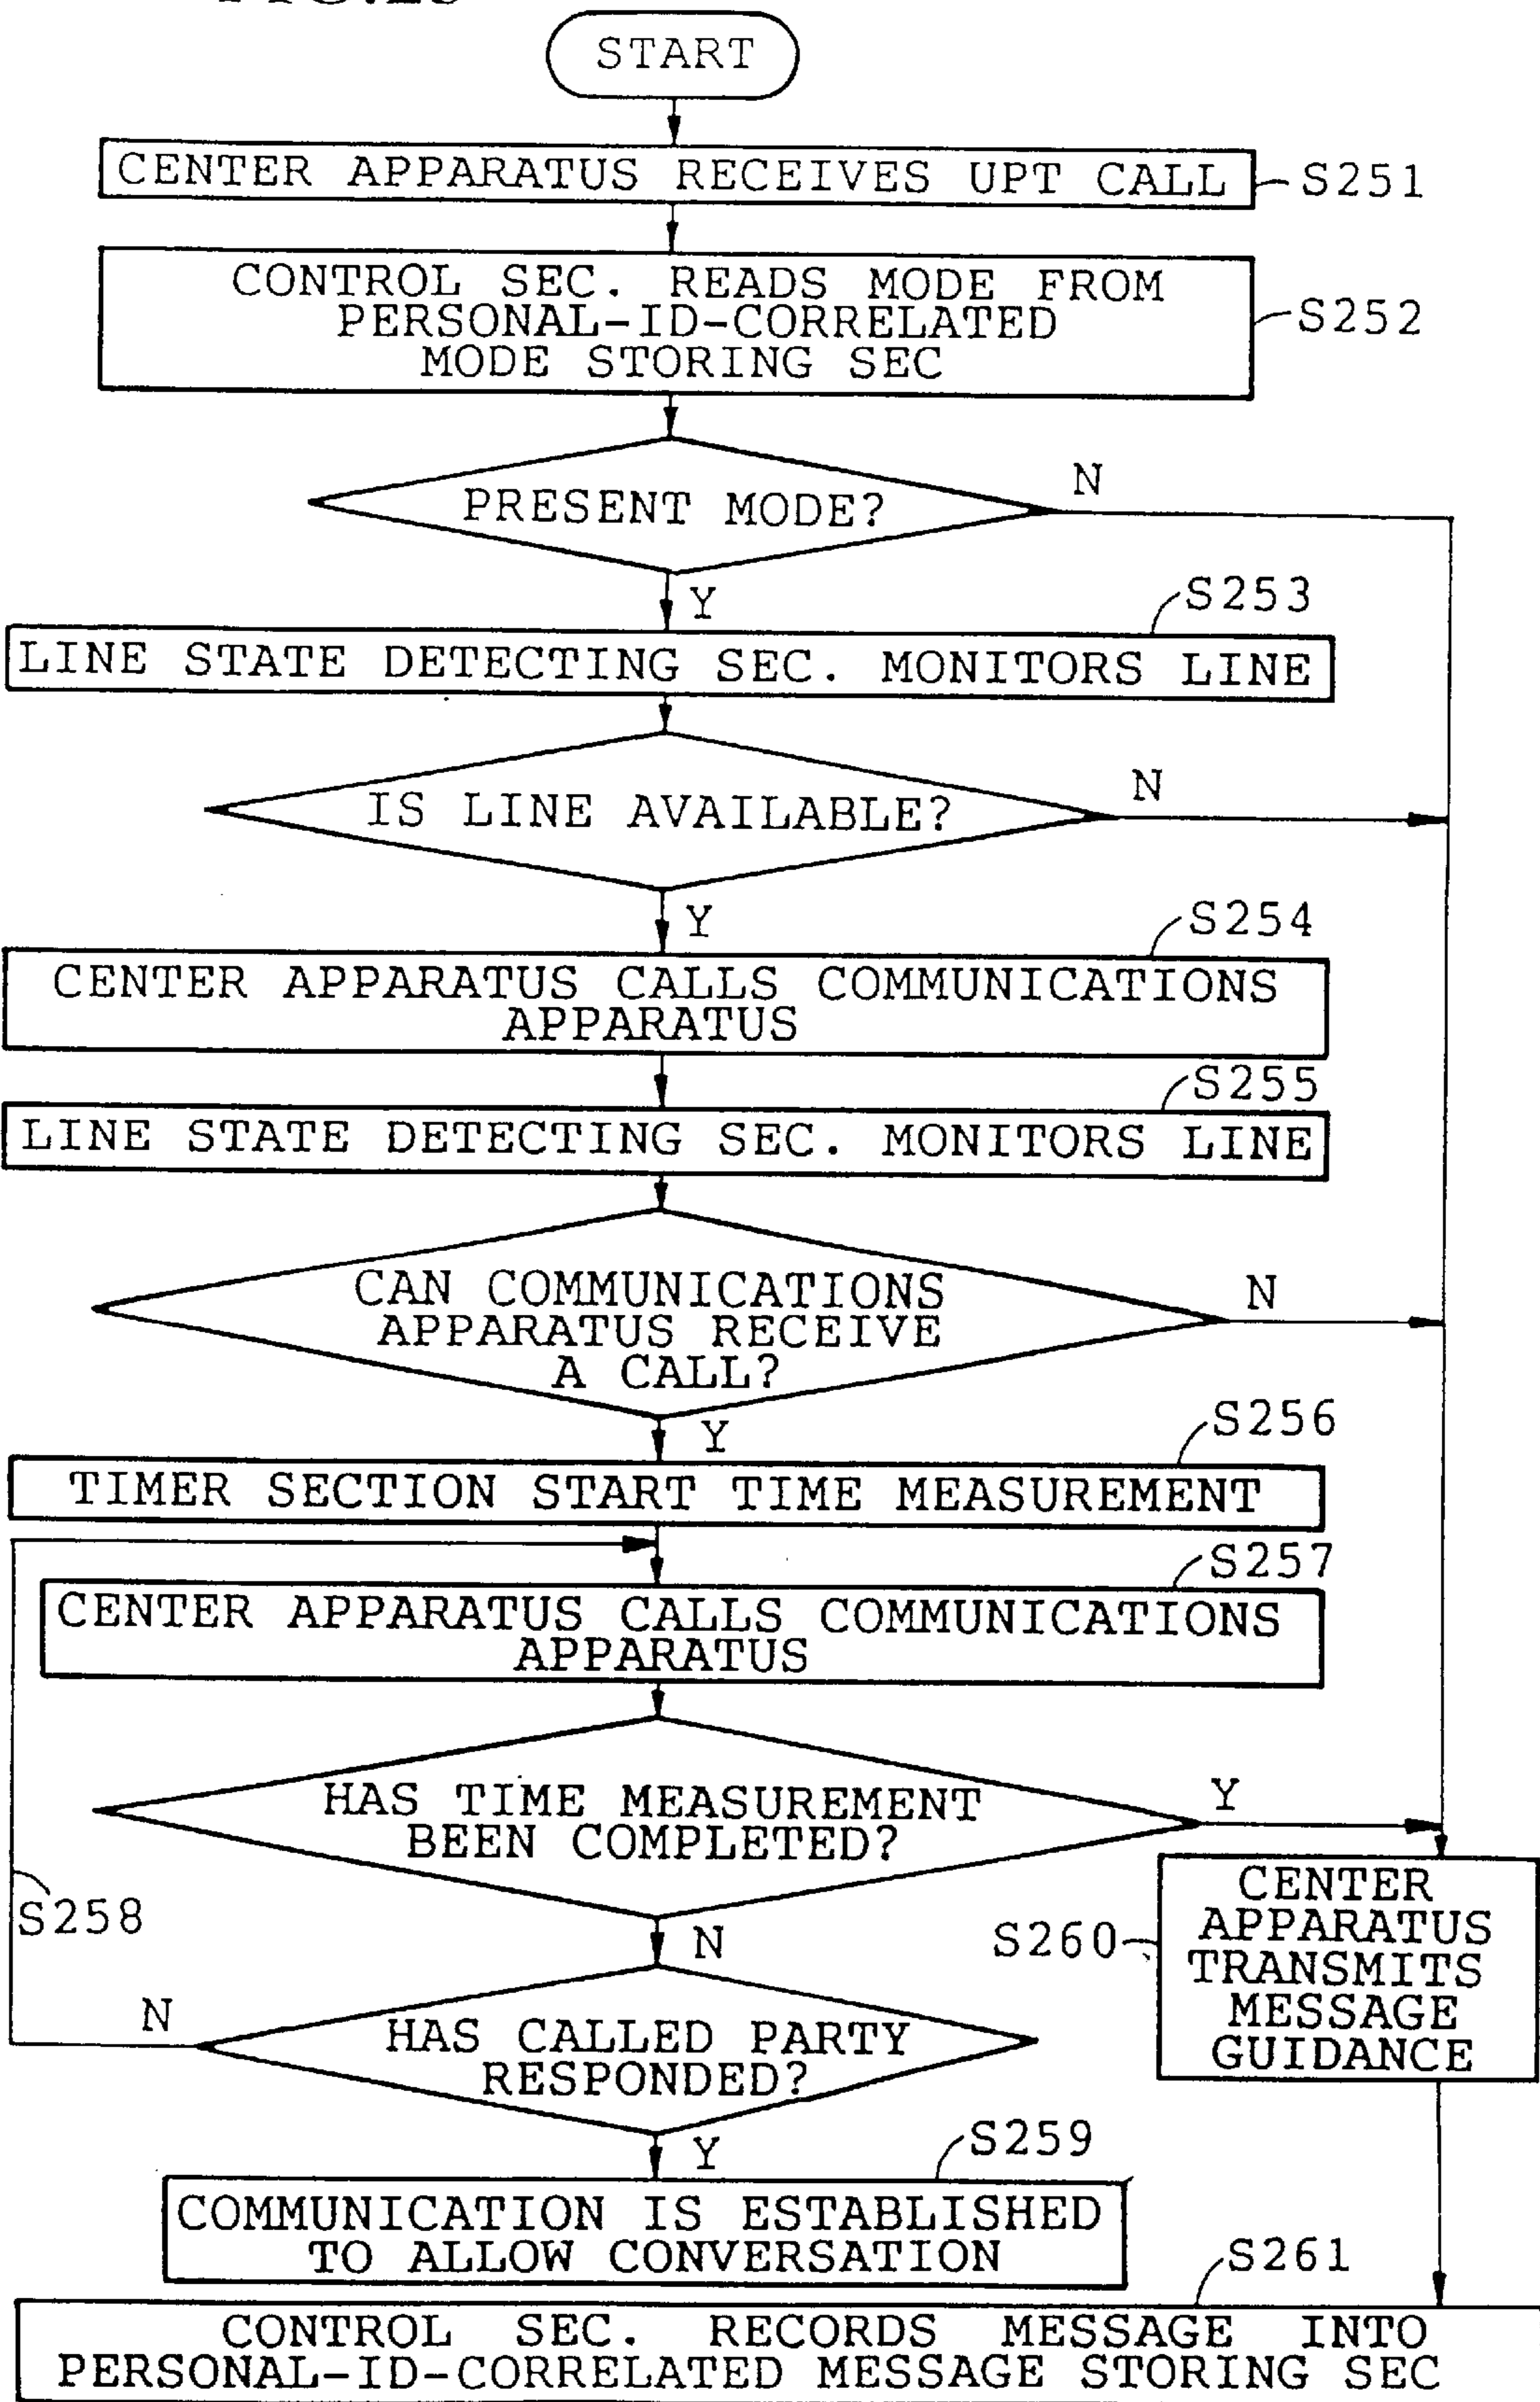 START
CENTER APPARATUS RECEIVES UPT CALL
S251
CONTROL SEC. READS MODE FROM
PERSONAL-ID-CORRELATED
MODE STORING SEC
S252
PRESENT MODE?
N
Y
S253
LINE STATE DETECTING SEC. MONITORS LINE
IS LINE AVAILABLE?
N
Y
S254
CENTER APPARATUS CALLS COMMUNICATIONS
APPARATUS
S255
LINE STATE DETECTING SEC. MONITORS LINE
CAN COMMUNICATIONS
APPARATUS RECEIVE
A CALL?
N
Y
S256
TIMER SECTION START TIME MEASUREMENT
S257
CENTER APPARATUS CALLS COMMUNICATIONS
APPARATUS
HAS TIME MEASUREMENT
BEEN COMPLETED?
Y
S258
N
CENTER
APPARATUS
TRANSMITS
MESSAGE
GUIDANCE
S260
HAS CALLED PARTY
RESPONDED?
N
Y
S259
COMMUNICATION IS ESTABLISHED
TO ALLOW CONVERSATION
S261
CONTROL SEC. RECORDS MESSAGE INTO
PERSONAL-ID-CORRELATED MESSAGE STORING SEC